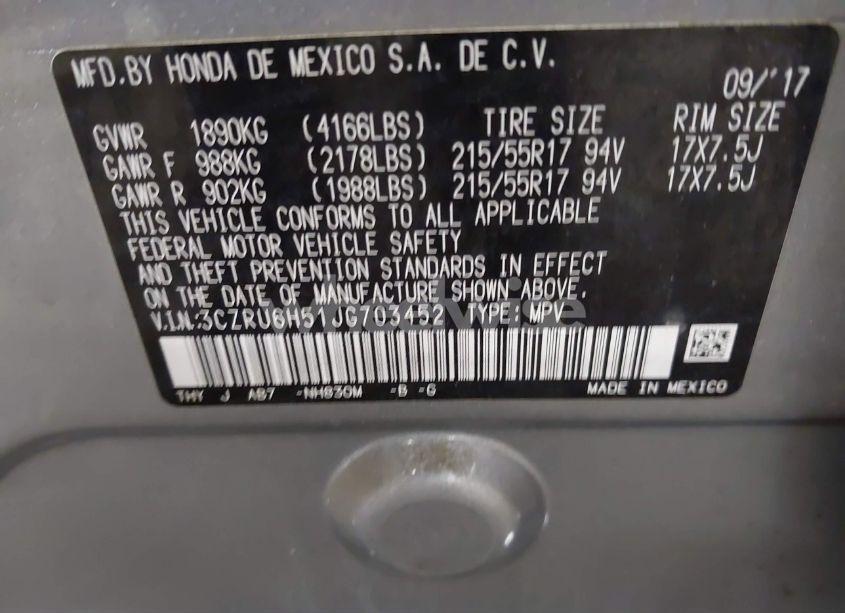 MFD.BY HONDA DE MEXICO S.A. DE C.V.
09/'17
GVWR 1890KG (4166LBS) TIRE SIZE RIM SIZE
GAWR F 988KG (2178LBS) 215/55R17 94V 17X7.5J
GAWR R 902KG (1988LBS) 215/55R17 94V 17X7.5J
THIS VEHICLE CONFORMS TO ALL APPLICABLE
FEDERAL MOTOR VEHICLE SAFETY
AND THEFT PREVENTION STANDARDS IN EFFECT
ON THE DATE OF MANUFACTURE SHOWN ABOVE.
V.I.N:3CZRU6H51JG703452 TYPE:MPV
THY J AB7 -NH830M -B -G MADE IN MEXICO